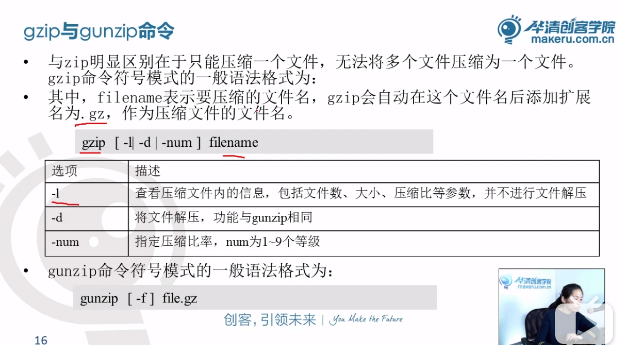 gzip与gunzip命令
华清创客学院
makeru.com.cn
• 与zip明显区别在于只能压缩一个文件，无法将多个文件压缩为一个文件。
gzip命令符号模式的一般语法格式为：
• 其中，filename表示要压缩的文件名，gzip会自动在这个文件名后添加扩展
名为.gz，作为压缩文件的文件名。
gzip [ -l| -d | -num ] filename
选项 描述
-l 查看压缩文件内的信息，包括文件数、大小、压缩比等参数，并不进行文件解压
-d 将文件解压，功能与gunzip相同
-num 指定压缩比率，num为1~9个等级
• gunzip命令符号模式的一般语法格式为：
gunzip [ -f ] file.gz
华清创客学院
创客，引领未来 | You Make the Future
16